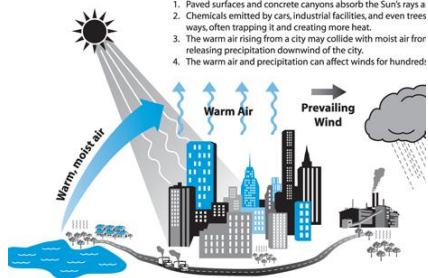 1. Paved surfaces and concrete canyons absorb the Sun's rays a
2. Chemicals emitted by cars, industrial facilities, and even trees
ways, often trapping it and creating more heat.
3. The warm air rising from a city may collide with moist air from
releasing precipitation downwind of the city.
4. The warm air and precipitation can affect winds for hundreds
Warm Air
Prevailing
Wind
Warm, moist air